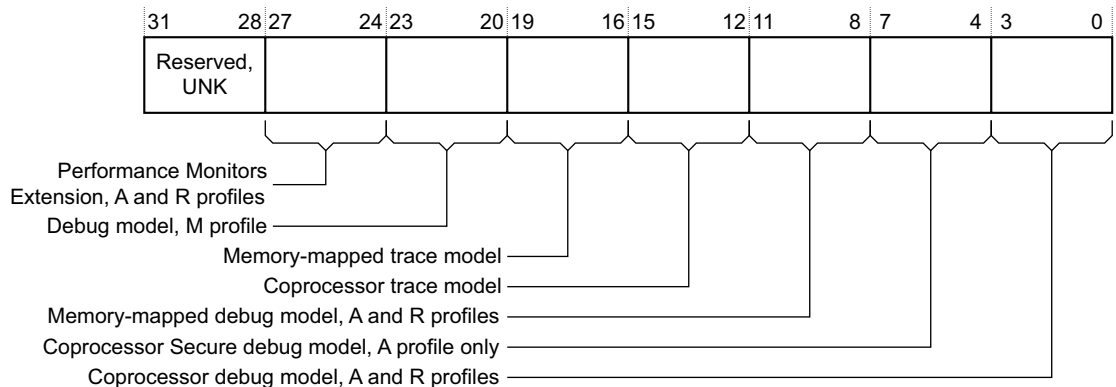 31 28 27 24 23 20 19 16 15 12 11 8 7 4 3 0
Reserved,
UNK
Performance Monitors
Extension, A and R profiles
Debug model, M profile
Memory-mapped trace model
Coprocessor trace model
Memory-mapped debug model, A and R profiles
Coprocessor Secure debug model, A profile only
Coprocessor debug model, A and R profiles